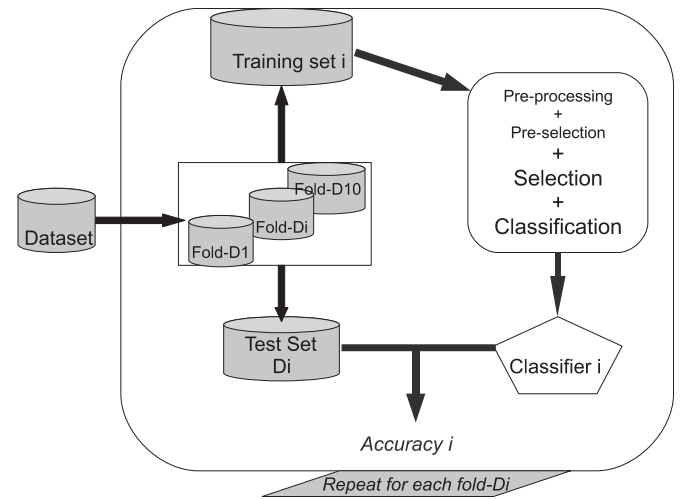 Training set i
Pre-processing
+
Pre-selection
+
Selection
+
Classification
Fold-D10
Fold-Di
Fold-D1
Dataset
Test Set
Di
Classifier i
Accuracy i
Repeat for each fold-Di